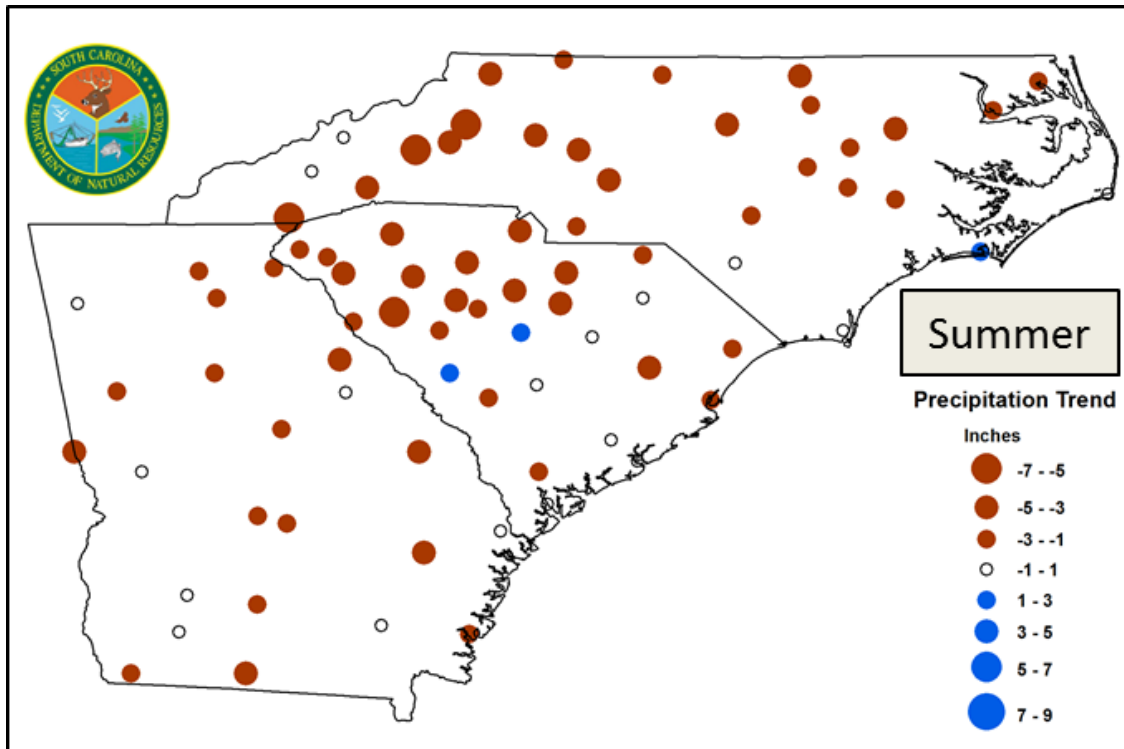 SOUTH CAROLINA
DEPARTMENT OF NATURAL RESOURCES
Summer
Precipitation Trend
Inches
-7 - -5
-5 - -3
-3 - -1
-1 - 1
1 - 3
3 - 5
5 - 7
7 - 9